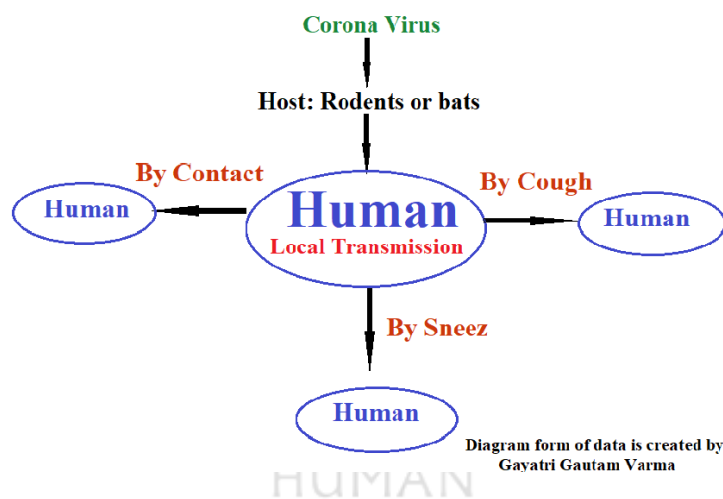 Corona Virus
Host: Rodents or bats
By Contact
By Cough
Human
Human
Local Transmission
Human
By Sneez
Human
Diagram form of data is created by
Gayatri Gautam Varma
HUMAN